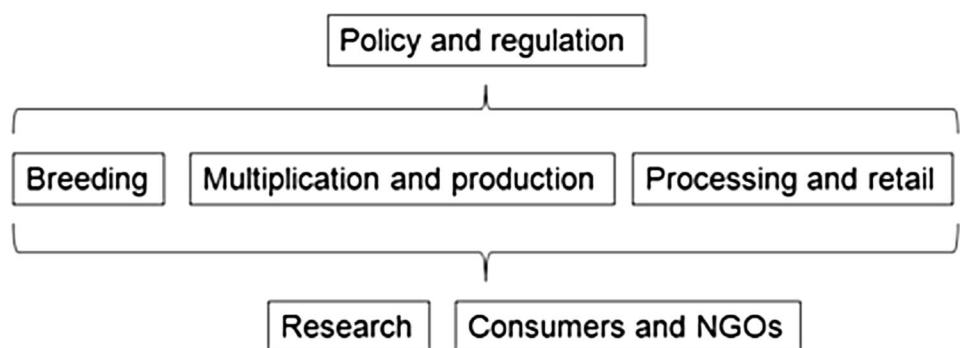 Policy and regulation
Breeding
Multiplication and production
Processing and retail
Research
Consumers and NGOs